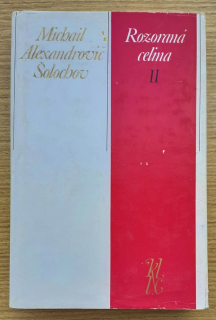 Michail
Alexandrovič
Šolochov
Rozoraná
celina
II